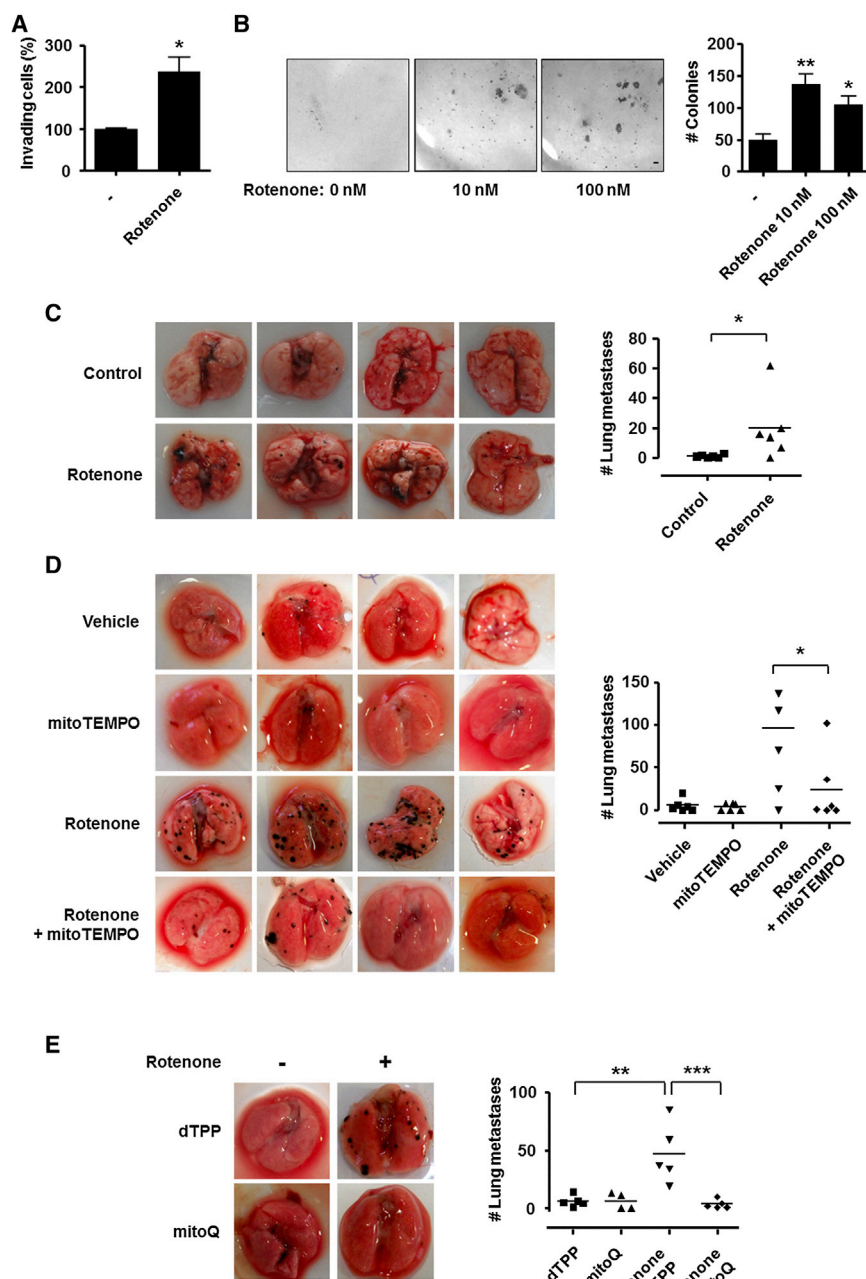 A
Invading cells (%)
300
200
100
0
*
-
Rotenone
B
Rotenone: 0 nM
10 nM
100 nM
# Colonies
200
150
100
50
0
**
*
-
Rotenone 10 nM
Rotenone 100 nM
C
Control
Rotenone
# Lung metastases
80
60
40
20
0
*
Control
Rotenone
D
Vehicle
mitoTEMPO
Rotenone
Rotenone
+ mitoTEMPO
# Lung metastases
150
100
50
0
*
Vehicle
mitoTEMPO
Rotenone
Rotenone
+ mitoTEMPO
E
Rotenone
-
+
dTPP
mitoQ
# Lung metastases
100
50
0
**
***
dTPP
mitoQ